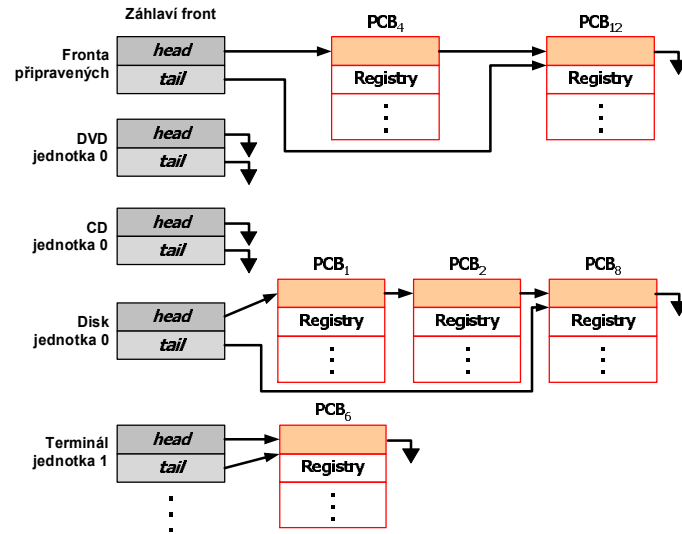 Záhlaví front
Fronta
připravených
head
tail
PCB4
Registry
PCB12
Registry
DVD
jednotka 0
head
tail
CD
jednotka 0
head
tail
Disk
jednotka 0
head
tail
PCB1
Registry
PCB2
Registry
PCB8
Registry
Terminál
jednotka 1
head
tail
PCB6
Registry